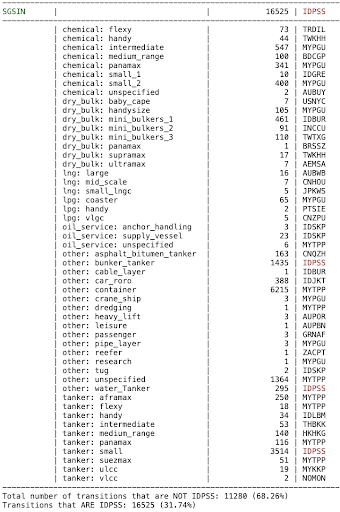 SGSIN | | 16525 | IDPSS
| chemical: flexy | 73 | TRDIL
| chemical: handy | 44 | TWKHH
| chemical: intermediate | 547 | MYPGU
| chemical: medium_range | 100 | BDCGP
| chemical: panamax | 341 | MYPGU
| chemical: small_1 | 10 | IDGRE
| chemical: small_2 | 400 | MYPGU
| chemical: unspecified | 2 | AUBUY
| dry_bulk: baby_cape | 7 | USNYC
| dry_bulk: handysize | 105 | MYPGU
| dry_bulk: mini_bulkers_1 | 461 | IDBUR
| dry_bulk: mini_bulkers_2 | 91 | INCCU
| dry_bulk: mini_bulkers_3 | 110 | TWTXG
| dry_bulk: panamax | 1 | BRSSZ
| dry_bulk: supramax | 17 | TWKHH
| dry_bulk: ultramax | 7 | AEMSA
| lng: large | 16 | AUBWB
| lng: mid_scale | 7 | CNHOU
| lng: small_lngc | 5 | JPKWS
| lpg: coaster | 65 | MYPGU
| lpg: handy | 2 | PTSIE
| lpg: vlgc | 5 | CNZPU
| oil_service: anchor_handling | 3 | IDSKP
| oil_service: supply_vessel | 23 | IDSKP
| oil_service: unspecified | 6 | MYTPP
| other: asphalt_bitumen_tanker | 163 | CNQZH
| other: bunker_tanker | 1435 | IDPSS
| other: cable_layer | 1 | IDBUR
| other: car_roro | 388 | IDJKT
| other: container | 6215 | MYTPP
| other: crane_ship | 3 | MYPGU
| other: dredging | 1 | MYTPP
| other: heavy_lift | 3 | AUPOR
| other: leisure | 1 | AUPBN
| other: passenger | 3 | GRNAF
| other: pipe_layer | 3 | MYPGU
| other: reefer | 1 | ZACPT
| other: research | 1 | MYPGU
| other: tug | 2 | IDSKP
| other: unspecified | 1364 | MYTPP
| other: water_Tanker | 295 | IDPSS
| tanker: aframax | 250 | MYTPP
| tanker: flexy | 18 | MYTPP
| tanker: handy | 34 | IDLBM
| tanker: intermediate | 53 | THBKK
| tanker: medium_range | 140 | HKHKG
| tanker: panamax | 116 | MYTPP
| tanker: small | 3514 | IDPSS
| tanker: suezmax | 51 | MYTPP
| tanker: ulcc | 19 | MYKKP
| tanker: vlcc | 2 | NOMON
Total number of transitions that are NOT IDPSS: 11280 (68.26%)
Transitions that ARE IDPSS: 16525 (31.74%)